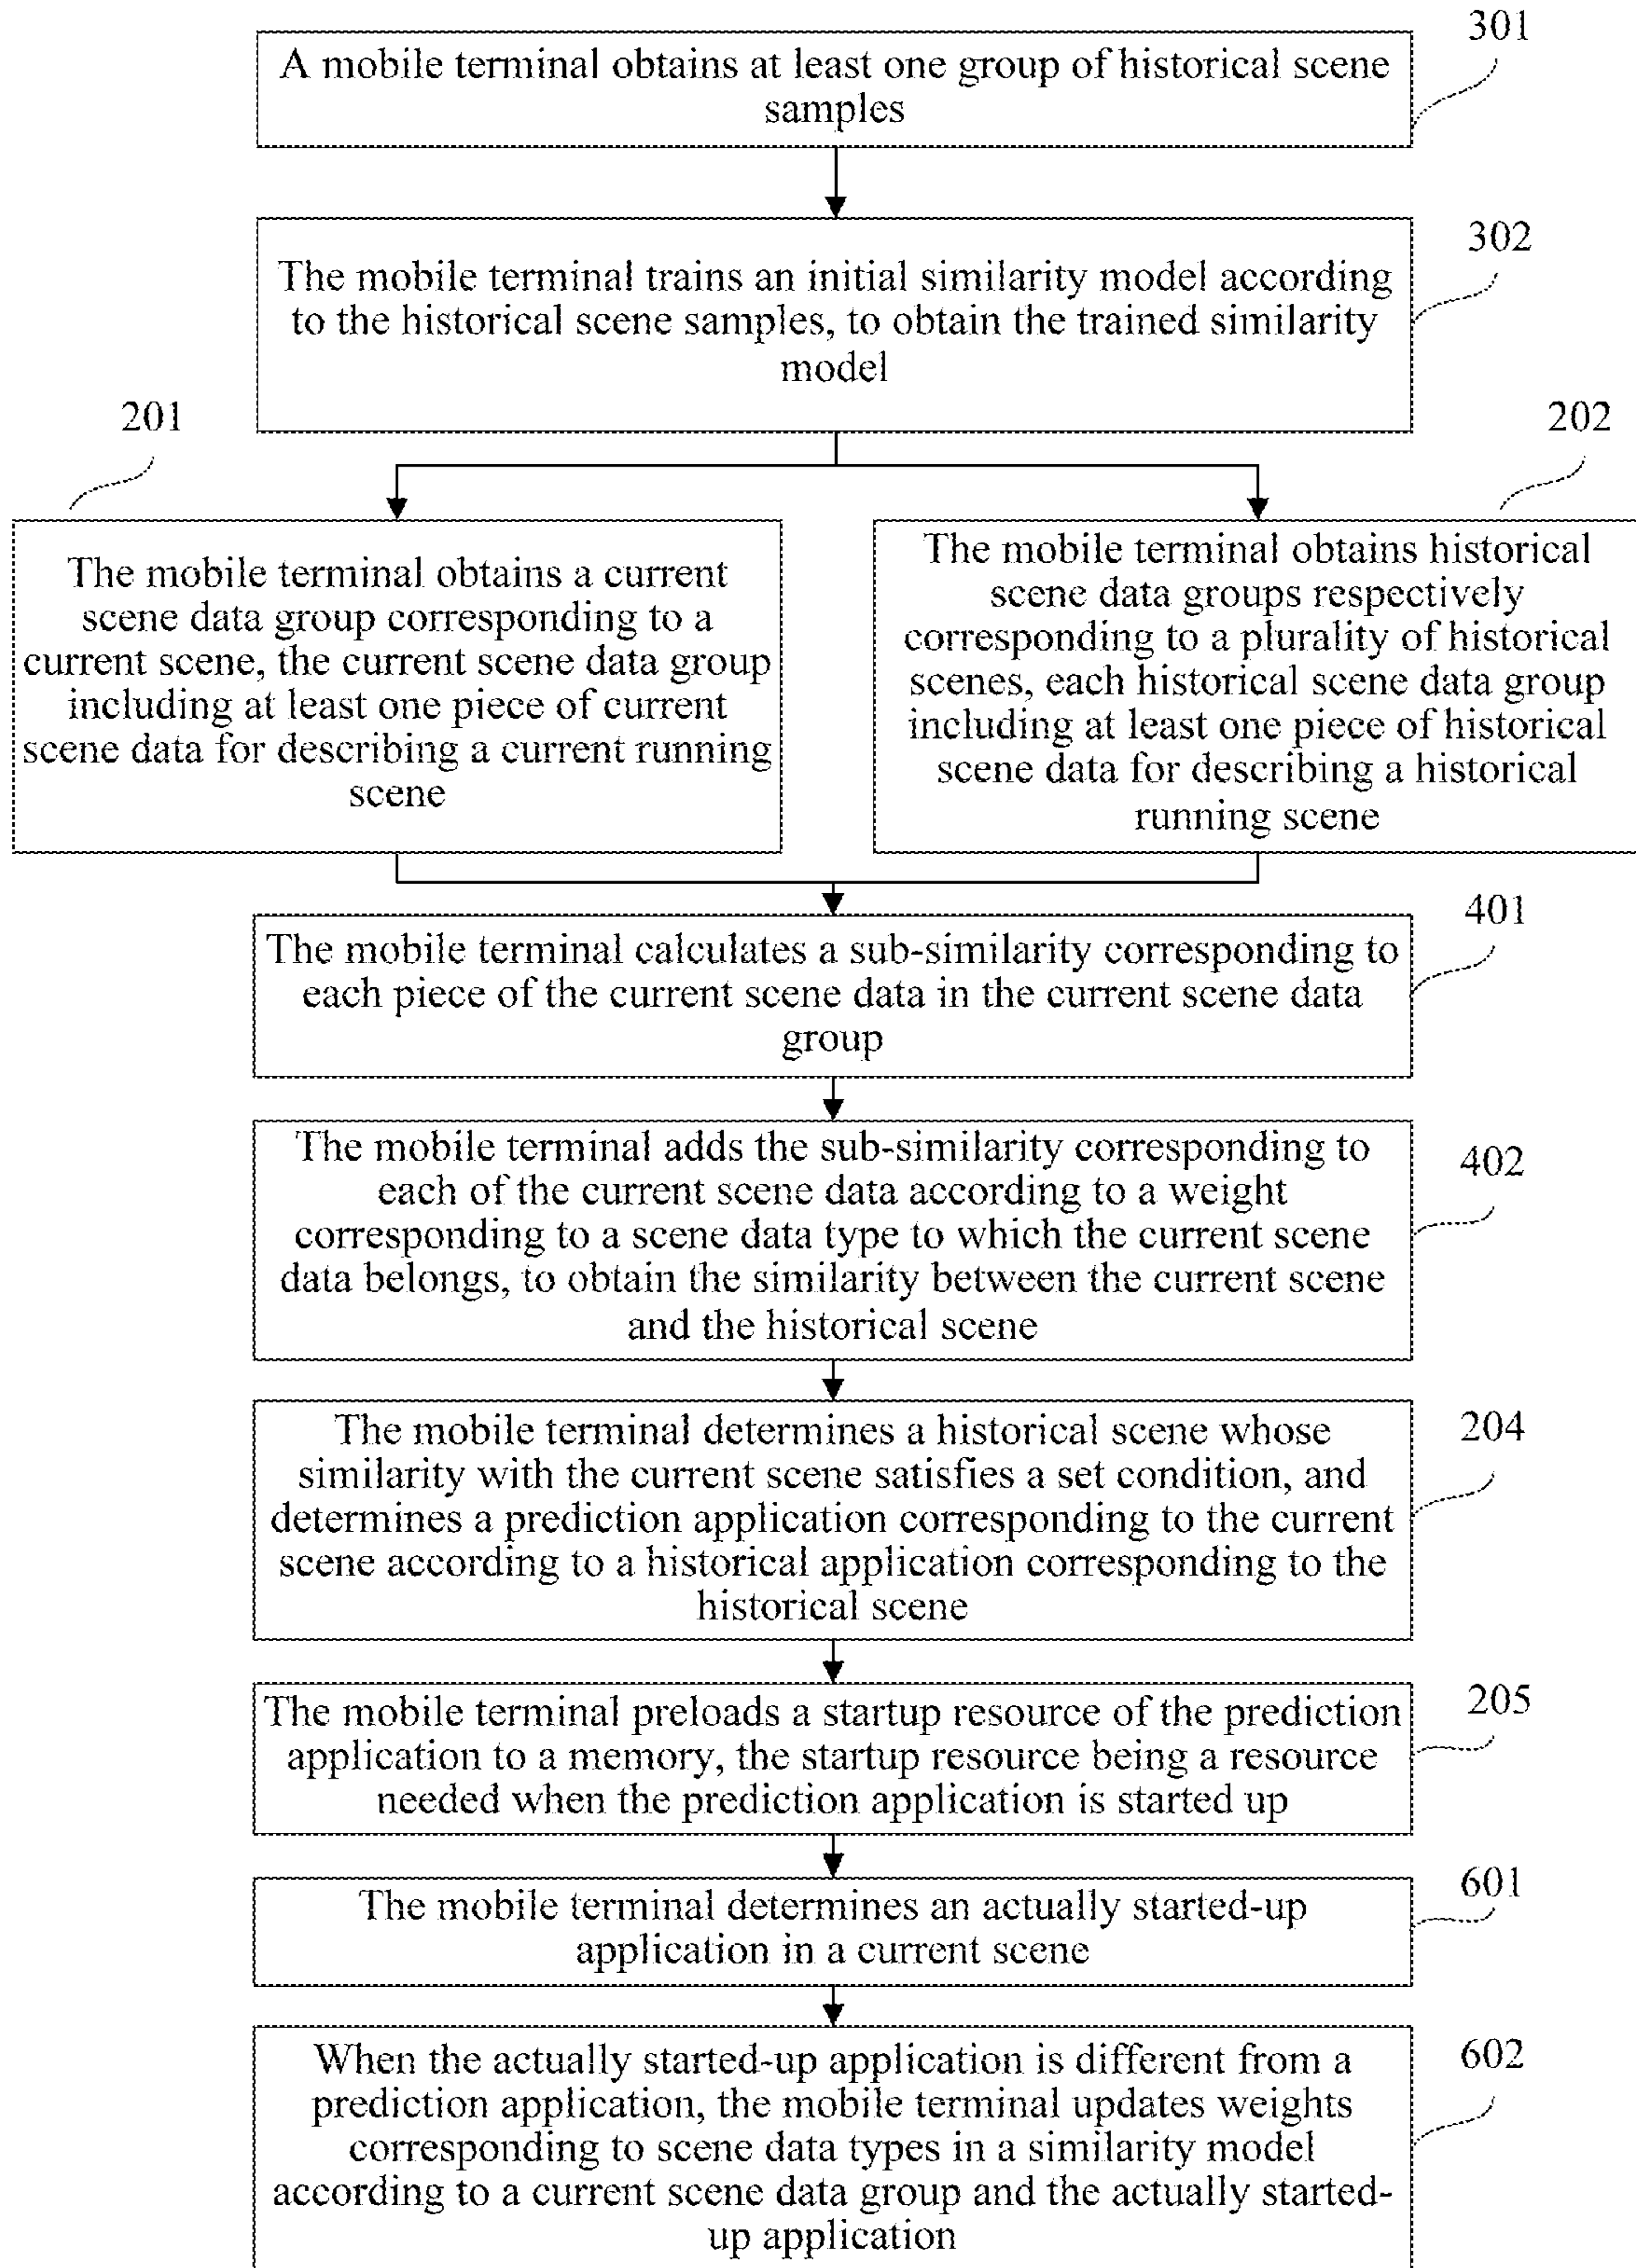 301
A mobile terminal obtains at least one group of historical scene
samples
302
The mobile terminal trains an initial similarity model according
to the historical scene samples, to obtain the trained similarity
model
201
202
The mobile terminal obtains a current
scene data group corresponding to a
current scene, the current scene data group
including at least one piece of current
scene data for describing a current running
scene
The mobile terminal obtains historical
scene data groups respectively
corresponding to a plurality of historical
scenes, each historical scene data group
including at least one piece of historical
scene data for describing a historical
running scene
401
The mobile terminal calculates a sub-similarity corresponding to
each piece of the current scene data in the current scene data
group
402
The mobile terminal adds the sub-similarity corresponding to
each of the current scene data according to a weight
corresponding to a scene data type to which the current scene
data belongs, to obtain the similarity between the current scene
and the historical scene
204
The mobile terminal determines a historical scene whose
similarity with the current scene satisfies a set condition, and
determines a prediction application corresponding to the current
scene according to a historical application corresponding to the
historical scene
205
The mobile terminal preloads a startup resource of the prediction
application to a memory, the startup resource being a resource
needed when the prediction application is started up
601
The mobile terminal determines an actually started-up
application in a current scene
602
When the actually started-up application is different from a
prediction application, the mobile terminal updates weights
corresponding to scene data types in a similarity model
according to a current scene data group and the actually started-
up application